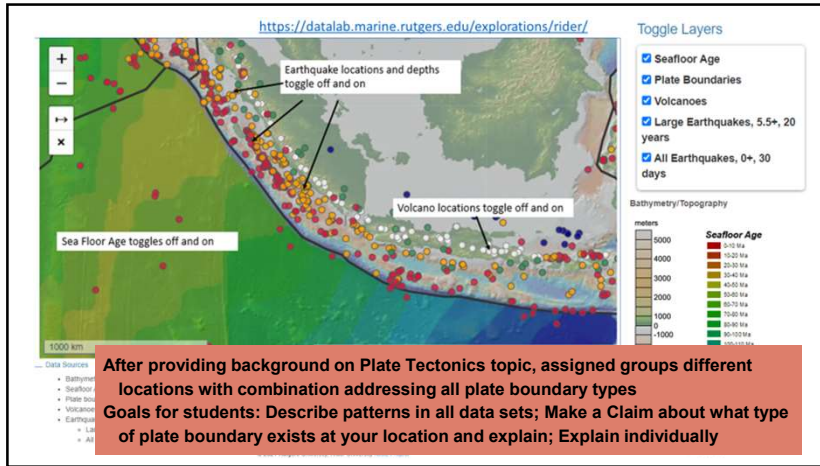 https://datalab.marine.rutgers.edu/explorations/rider/
Toggle Layers
Seafloor Age
Plate Boundaries
Volcanoes
Large Earthquakes, 5.5+, 20
years
All Earthquakes, 0+, 30
days
+
−
×
Earthquake locations and depths
toggle off and on
Volcano locations toggle off and on
Sea Floor Age toggles off and on
1000 km
Bathymetry/Topography
meters
5000
4000
3000
2000
1000
0
-1000
Seafloor Age
0-10 Ma
10-20 Ma
20-30 Ma
30-40 Ma
40-50 Ma
50-60 Ma
60-70 Ma
70-80 Ma
80-90 Ma
90-100 Ma
Data Sources
After providing background on Plate Tectonics topic, assigned groups different
locations with combination addressing all plate boundary types
Goals for students: Describe patterns in all data sets; Make a Claim about what type
of plate boundary exists at your location and explain; Explain individually